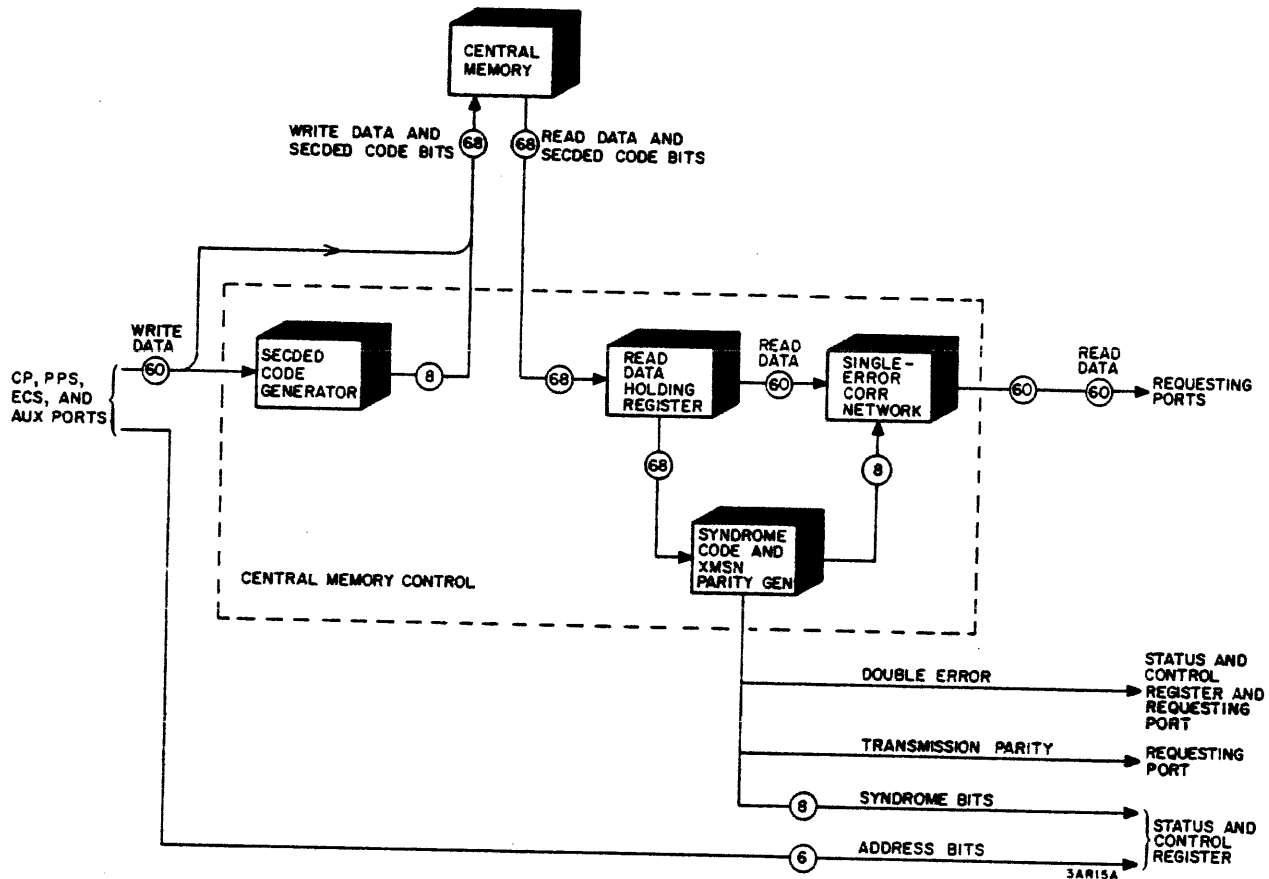 CENTRAL
MEMORY
WRITE DATA AND
SECDED CODE BITS
68
68
READ DATA AND
SECDED CODE BITS
WRITE
DATA
60
CP, PPS,
ECS, AND
AUX PORTS
SECDED
CODE
GENERATOR
8
68
READ
DATA
HOLDING
REGISTER
READ
DATA
60
SINGLE-
ERROR
CORR
NETWORK
60
READ
DATA
60
REQUESTING
PORTS
68
8
SYNDROME
CODE AND
XMSN
PARITY GEN
CENTRAL MEMORY CONTROL
DOUBLE ERROR
STATUS AND
CONTROL
REGISTER AND
REQUESTING
PORT
TRANSMISSION PARITY
REQUESTING
PORT
8
SYNDROME BITS
6
ADDRESS BITS
STATUS AND
CONTROL
REGISTER
3AR15A